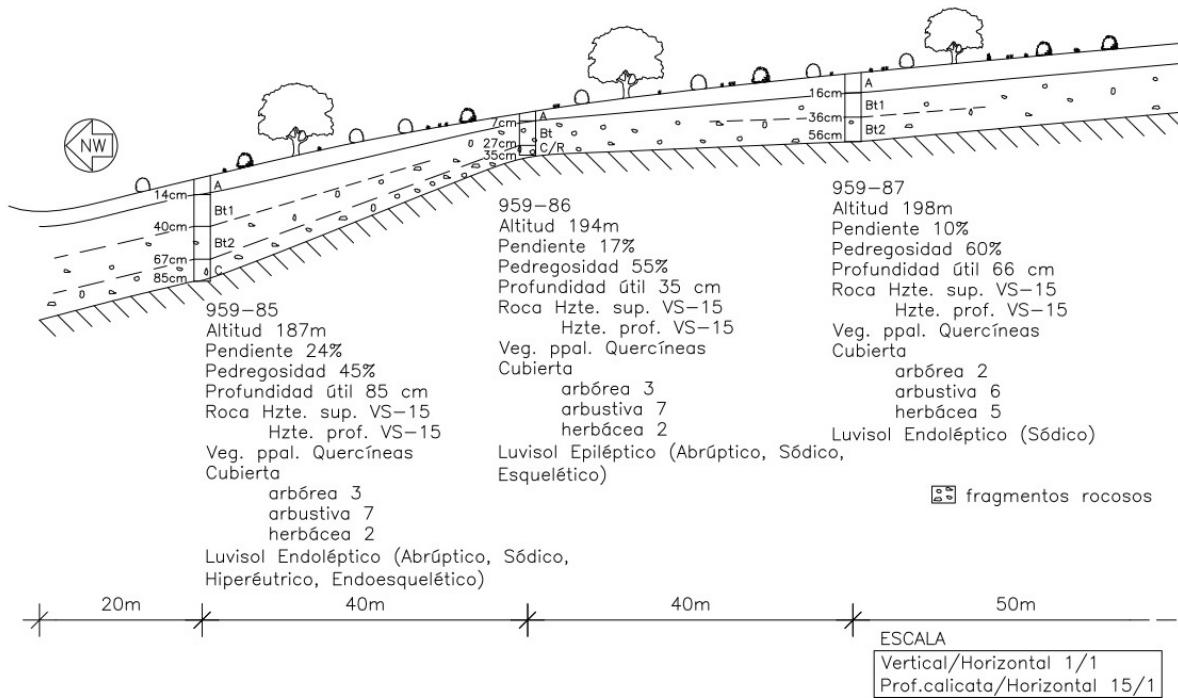 NW
14cm
40cm
67cm
85cm
A
Bt1
Bt2
C
7cm
27cm
35cm
A
Bt
C/R
16cm
36cm
56cm
A
Bt1
Bt2
959-85
Altitud 187m
Pendiente 24%
Pedregosidad 45%
Profundidad útil 85 cm
Roca Hzte. sup. VS-15
Hzte. prof. VS-15
Veg. ppal. Quercíneas
Cubierta
arbórea 3
arbustiva 7
herbácea 2
Luvisol Endoléptico (Abrúptico, Sódico,
Hiperéutrico, Endoesquelético)
959-86
Altitud 194m
Pendiente 17%
Pedregosidad 55%
Profundidad útil 35 cm
Roca Hzte. sup. VS-15
Hzte. prof. VS-15
Veg. ppal. Quercíneas
Cubierta
arbórea 3
arbustiva 7
herbácea 2
Luvisol Epiléptico (Abrúptico, Sódico,
Esquelético)
959-87
Altitud 198m
Pendiente 10%
Pedregosidad 60%
Profundidad útil 66 cm
Roca Hzte. sup. VS-15
Hzte. prof. VS-15
Veg. ppal. Quercíneas
Cubierta
arbórea 2
arbustiva 6
herbácea 5
Luvisol Endoléptico (Sódico)
fragmentos rocosos
20m
40m
40m
50m
ESCALA
Vertical/Horizontal 1/1
Prof.calicata/Horizontal 15/1